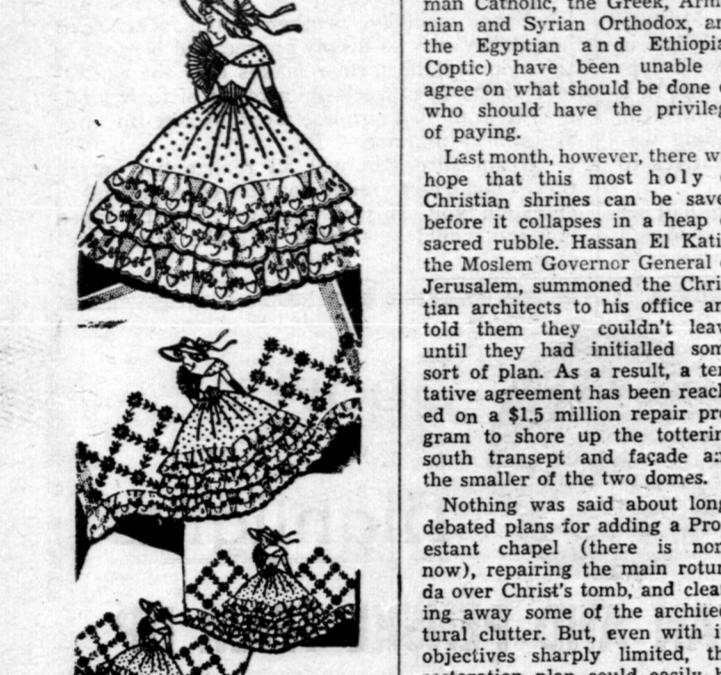 man Catholic, the Greek, Arme
nian and Syrian Orthodox, an
the Egyptian and Ethiopia
Coptic) have been unable
agree on what should be done
who should have the privileg
of paying.
Last month, however, there w
hope that this most holy
Christian shrines can be save
before it collapses in a heap
sacred rubble. Hassan El Kati
the Moslem Governor General
Jerusalem, summoned the Chri
tian architects to his office an
told them they couldn't leav
until they had initialled som
sort of plan. As a result, a ten
tative agreement has been reach
ed on a $1.5 million repair pro
gram to shore up the totterin
south transept and façade an
the smaller of the two domes.
Nothing was said about long
debated plans for adding a Pro
estant chapel (there is non
now), repairing the main rotun
da over Christ's tomb, and clea
ing away some of the architec
tural clutter. But, even with i
objectives sharply limited, th
restoration plan could easily b